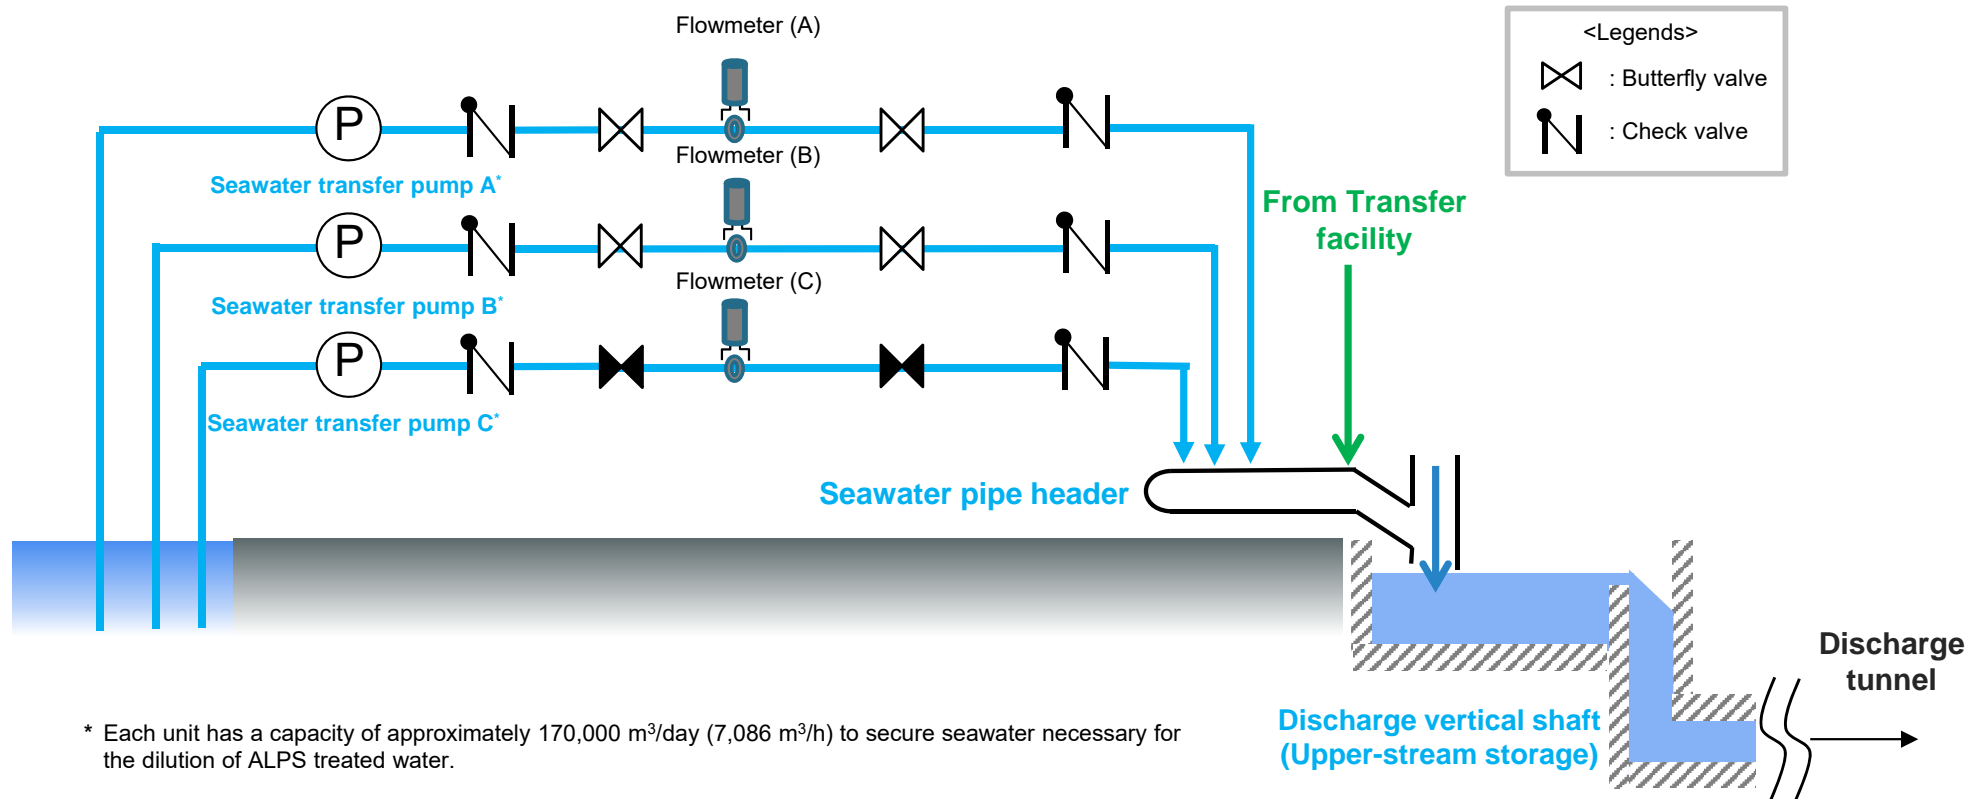 Flowmeter (A)
<Legends>
: Butterfly valve
: Check valve
P
Seawater transfer pump A*
Flowmeter (B)
P
Seawater transfer pump B*
Flowmeter (C)
P
Seawater transfer pump C*
From Transfer
facility
Seawater pipe header
Discharge
tunnel
Discharge vertical shaft
(Upper-stream storage)
* Each unit has a capacity of approximately 170,000 m³/day (7,086 m³/h) to secure seawater necessary for
the dilution of ALPS treated water.